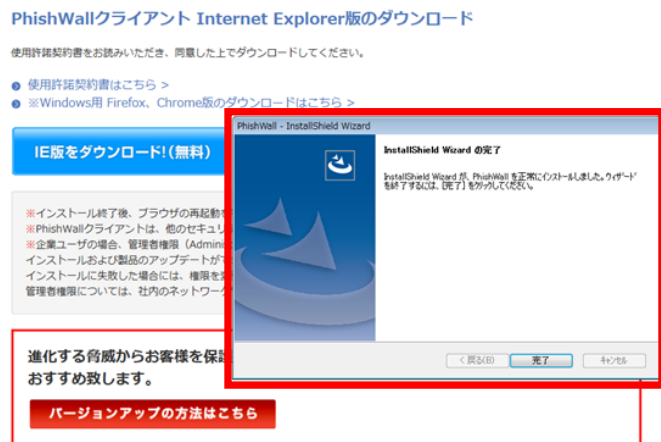 PhishWallクライアント Internet Explorer版のダウンロード
使用許諾契約書をお読みいただき、同意した上でダウンロードしてください。
使用許諾契約書はこちら >
※Windows用 Firefox、Chrome版のダウンロードはこちら >
IE版をダウンロード!(無料)
※インストール終了後、ブラウザの再起動を
※PhishWallクライアントは、他のセキュリ
※企業ユーザの場合、管理者権限（Adminis
インストールおよび製品のアップデートがで
インストールに失敗した場合には、権限を変
管理者権限については、社内のネットワーク
進化する脅威からお客様を保護
おすすめ致します。
バージョンアップの方法はこちら
PhishWall - InstallShield Wizard
InstallShield Wizard の完了
InstallShield Wizard が、PhishWall を正常にインストールしました。ウィザード
を終了するには、[完了] をクリックしてください。
< 戻る(B)
完了
キャンセル